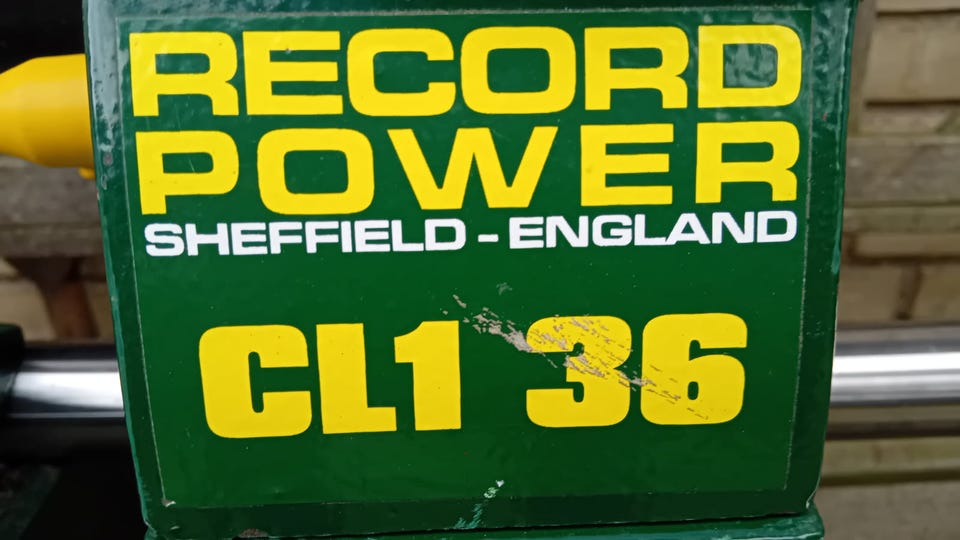 RECORD
POWER
SHEFFIELD - ENGLAND
CL1 36